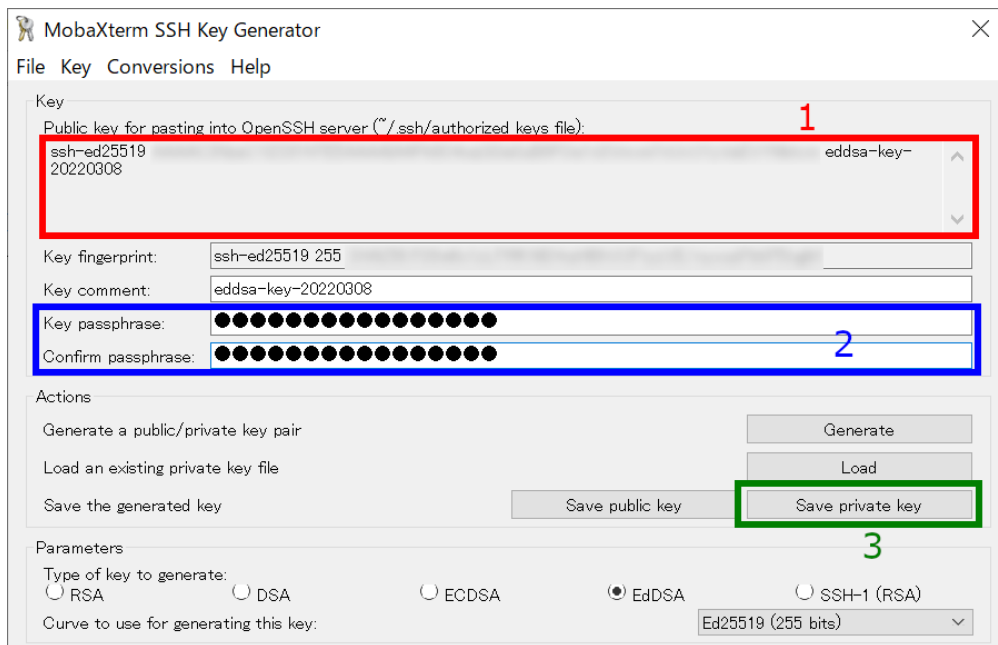 MobaXterm SSH Key Generator
File Key Conversions Help
Key
Public key for pasting into OpenSSH server (~/.ssh/authorized keys file):
1
ssh-ed25519 eddsa-key-
20220308
Key fingerprint: ssh-ed25519 255
Key comment: eddsa-key-20220308
Key passphrase: ●●●●●●●●●●●●●●●●
Confirm passphrase: ●●●●●●●●●●●●●●●●
2
Actions
Generate a public/private key pair Generate
Load an existing private key file Load
Save the generated key Save public key Save private key
3
Parameters
Type of key to generate:
RSA DSA ECDSA EdDSA SSH-1 (RSA)
Curve to use for generating this key: Ed25519 (255 bits)